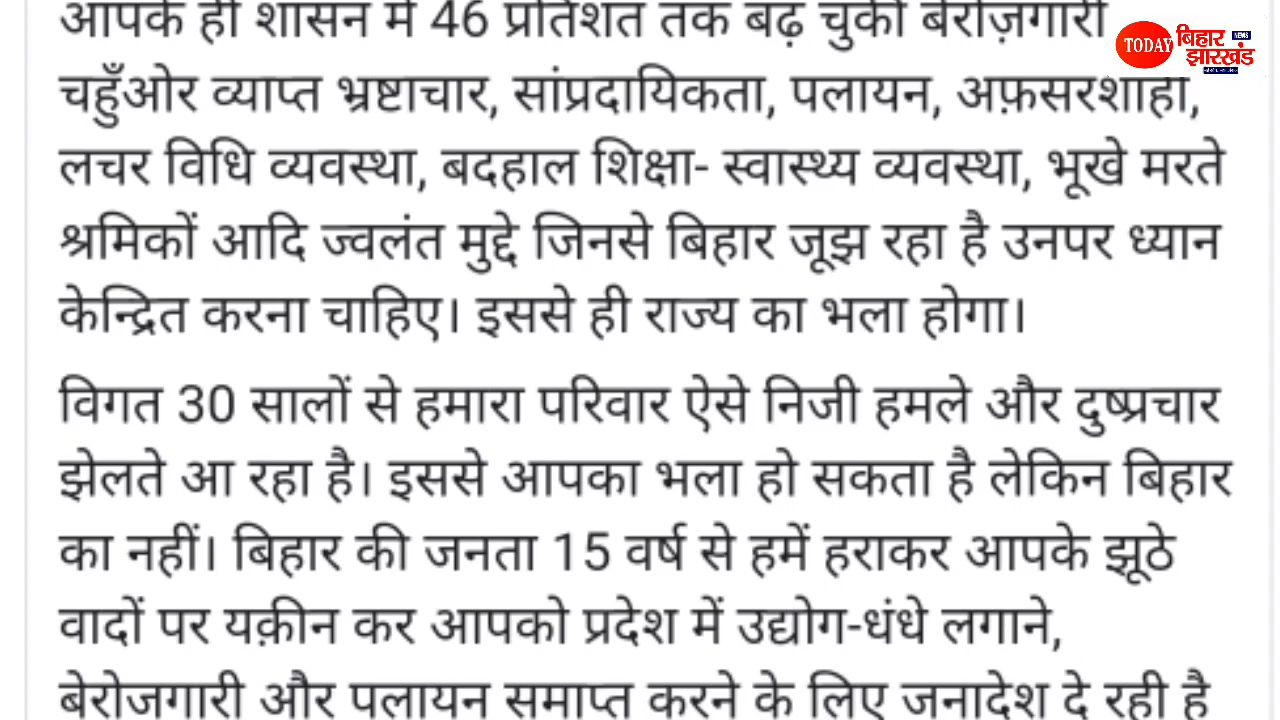 आपके ही शासन में 46 प्रतिशत तक बढ़ चुकी बेरोज़गारी
चहुँओर व्याप्त भ्रष्टाचार, सांप्रदायिकता, पलायन, अफ़सरशाही,
लचर विधि व्यवस्था, बदहाल शिक्षा- स्वास्थ्य व्यवस्था, भूखे मरते
श्रमिकों आदि ज्वलंत मुद्दे जिनसे बिहार जूझ रहा है उनपर ध्यान
केन्द्रित करना चाहिए। इससे ही राज्य का भला होगा।
विगत 30 सालों से हमारा परिवार ऐसे निजी हमले और दुष्प्रचार
झेलते आ रहा है। इससे आपका भला हो सकता है लेकिन बिहार
का नहीं। बिहार की जनता 15 वर्ष से हमें हराकर आपके झूठे
वादों पर यक़ीन कर आपको प्रदेश में उद्योग-धंधे लगाने,
बेरोजगारी और पलायन समाप्त करने के लिए जनादेश दे रही है
TODAY बिहार NEWS
झारखंड